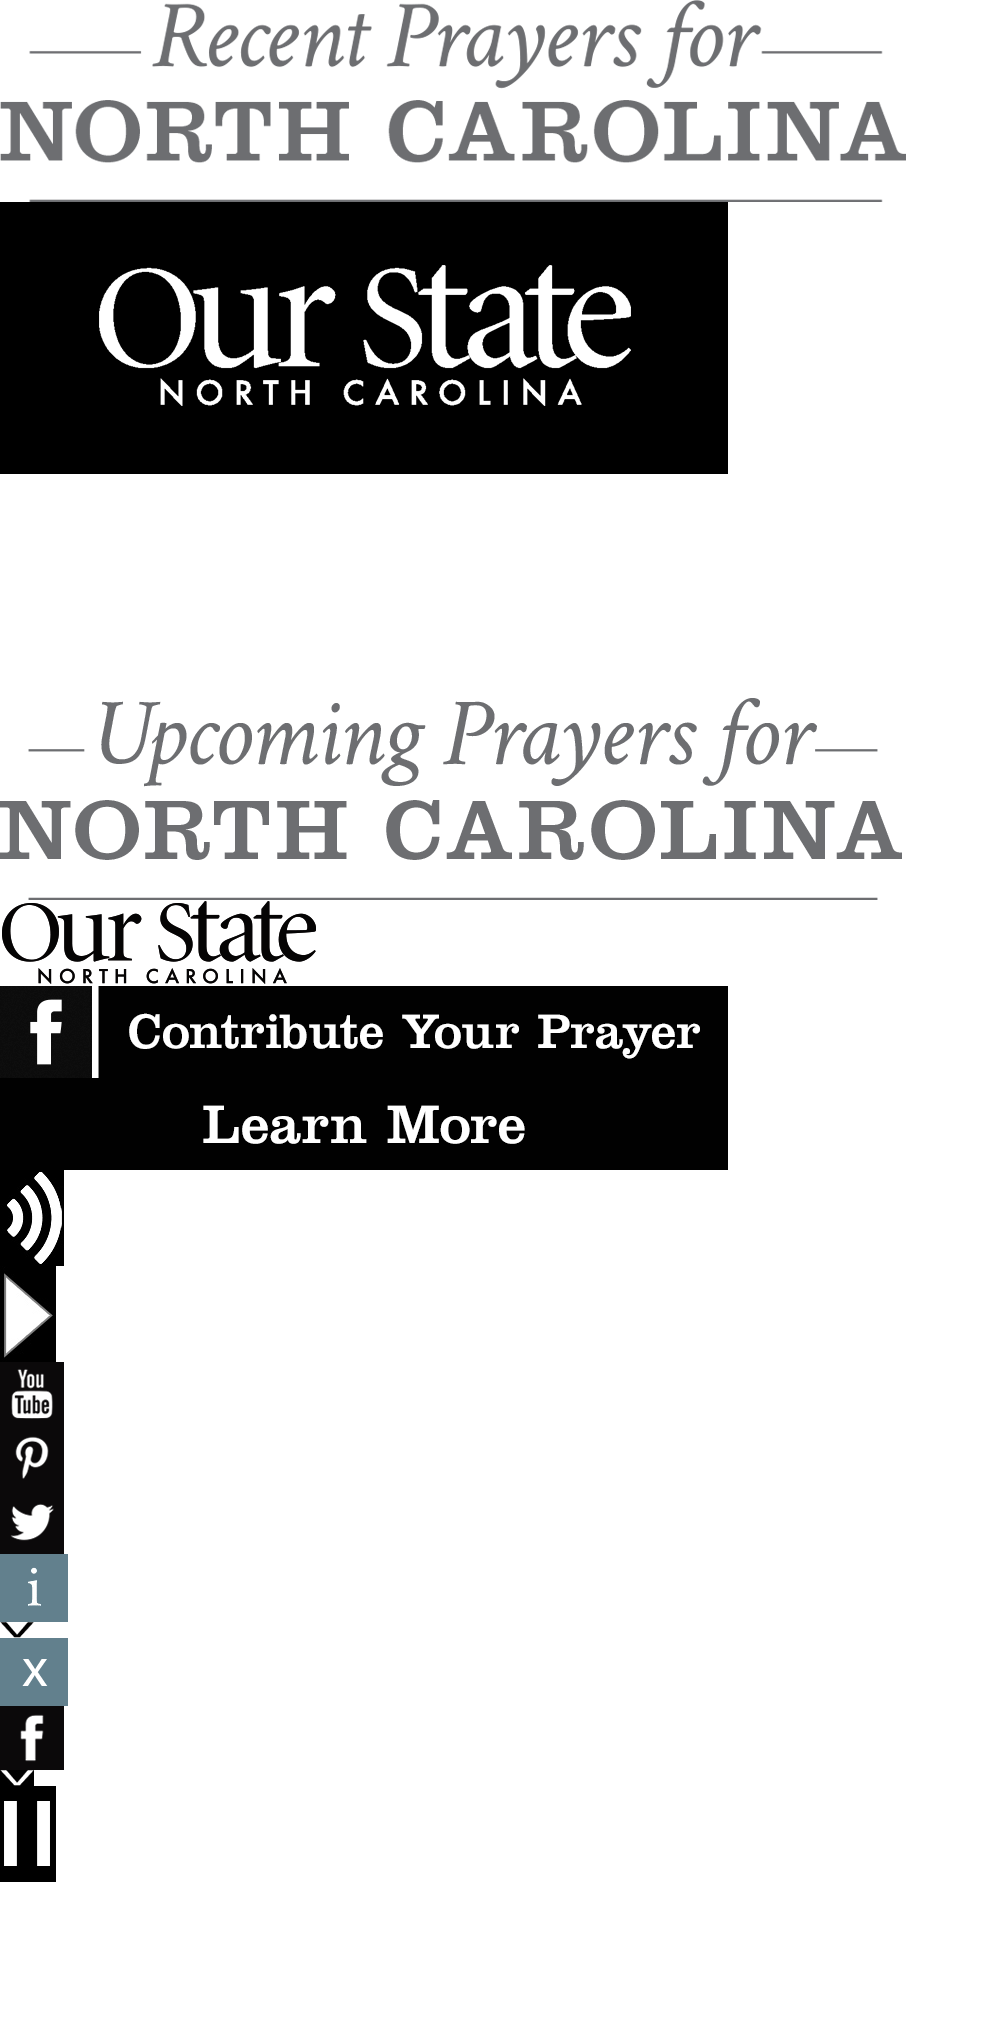 Recent Prayers for
NORTH CAROLINA
Our State
NORTH CAROLINA
Upcoming Prayers for
NORTH CAROLINA
Our State
NORTH CAROLINA
f Contribute Your Prayer
Learn More
You
Tube
i
x
f